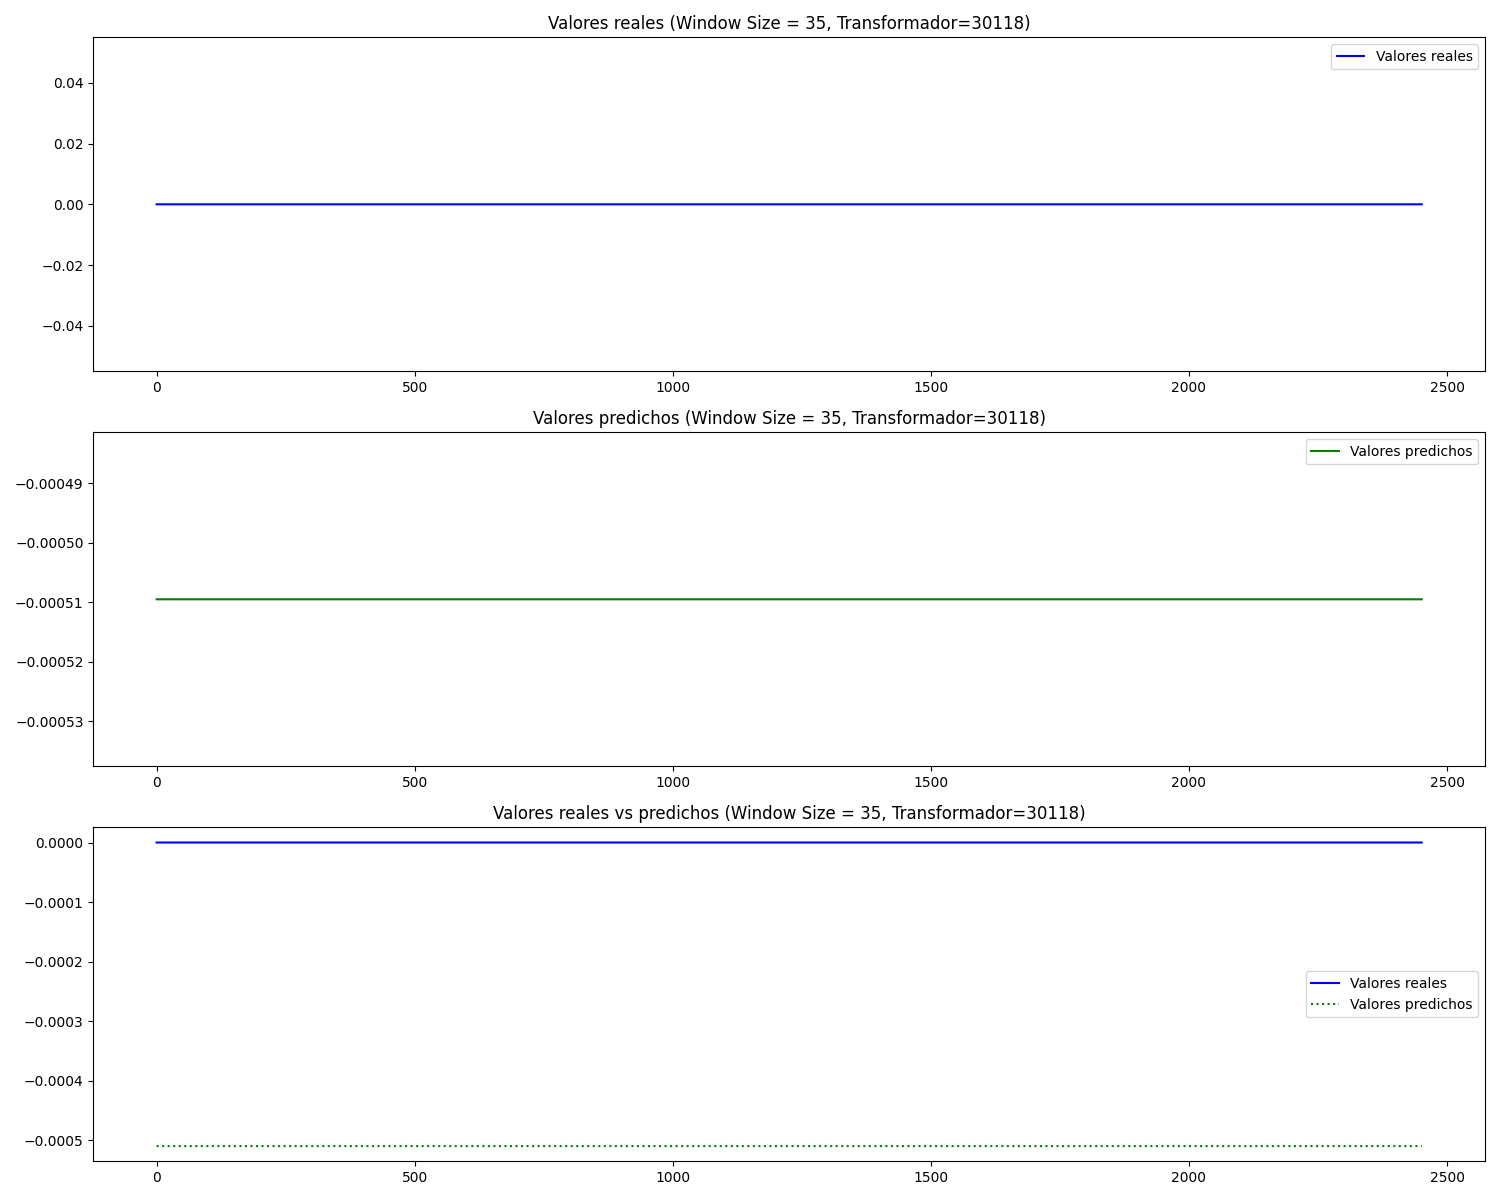 Valores reales (Window Size = 35, Transformador=30118)
Valores reales
0.04
0.02
0.00
−0.02
−0.04
0 500 1000 1500 2000 2500
Valores predichos (Window Size = 35, Transformador=30118)
Valores predichos
−0.00049
−0.00050
−0.00051
−0.00052
−0.00053
0 500 1000 1500 2000 2500
Valores reales vs predichos (Window Size = 35, Transformador=30118)
0.0000
−0.0001
−0.0002
Valores reales
Valores predichos
−0.0003
−0.0004
−0.0005
0 500 1000 1500 2000 2500